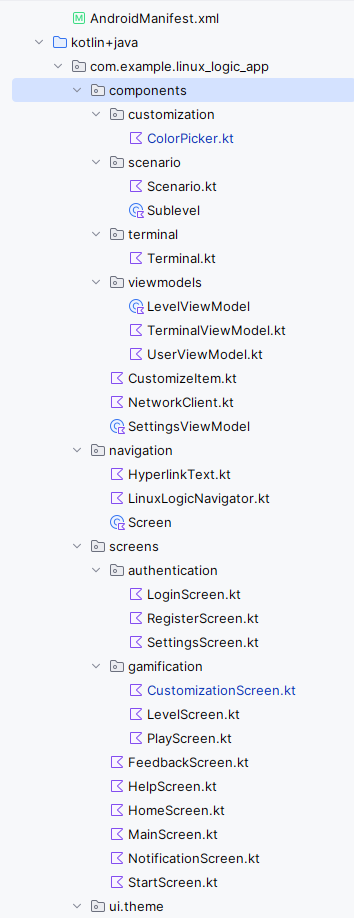 AndroidManifest.xml
kotlin+java
com.example.linux_logic_app
components
customization
ColorPicker.kt
scenario
Scenario.kt
Sublevel
terminal
Terminal.kt
viewmodels
LevelViewModel
TerminalViewModel.kt
UserViewModel.kt
CustomizeItem.kt
NetworkClient.kt
SettingsViewModel
navigation
HyperlinkText.kt
LinuxLogicNavigator.kt
Screen
screens
authentication
LoginScreen.kt
RegisterScreen.kt
SettingsScreen.kt
gamification
CustomizationScreen.kt
LevelScreen.kt
PlayScreen.kt
FeedbackScreen.kt
HelpScreen.kt
HomeScreen.kt
MainScreen.kt
NotificationScreen.kt
StartScreen.kt
ui.theme